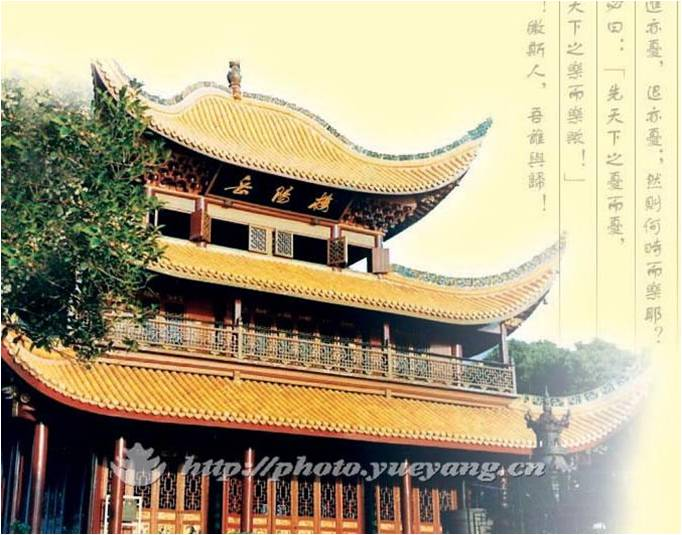 進亦憂,退亦憂;然則何時而樂耶?
必曰:「先天下之憂而憂,
天下之樂而樂歟!」
!微斯人,吾誰與歸!
岳陽樓
http://photo.yueyang.cn